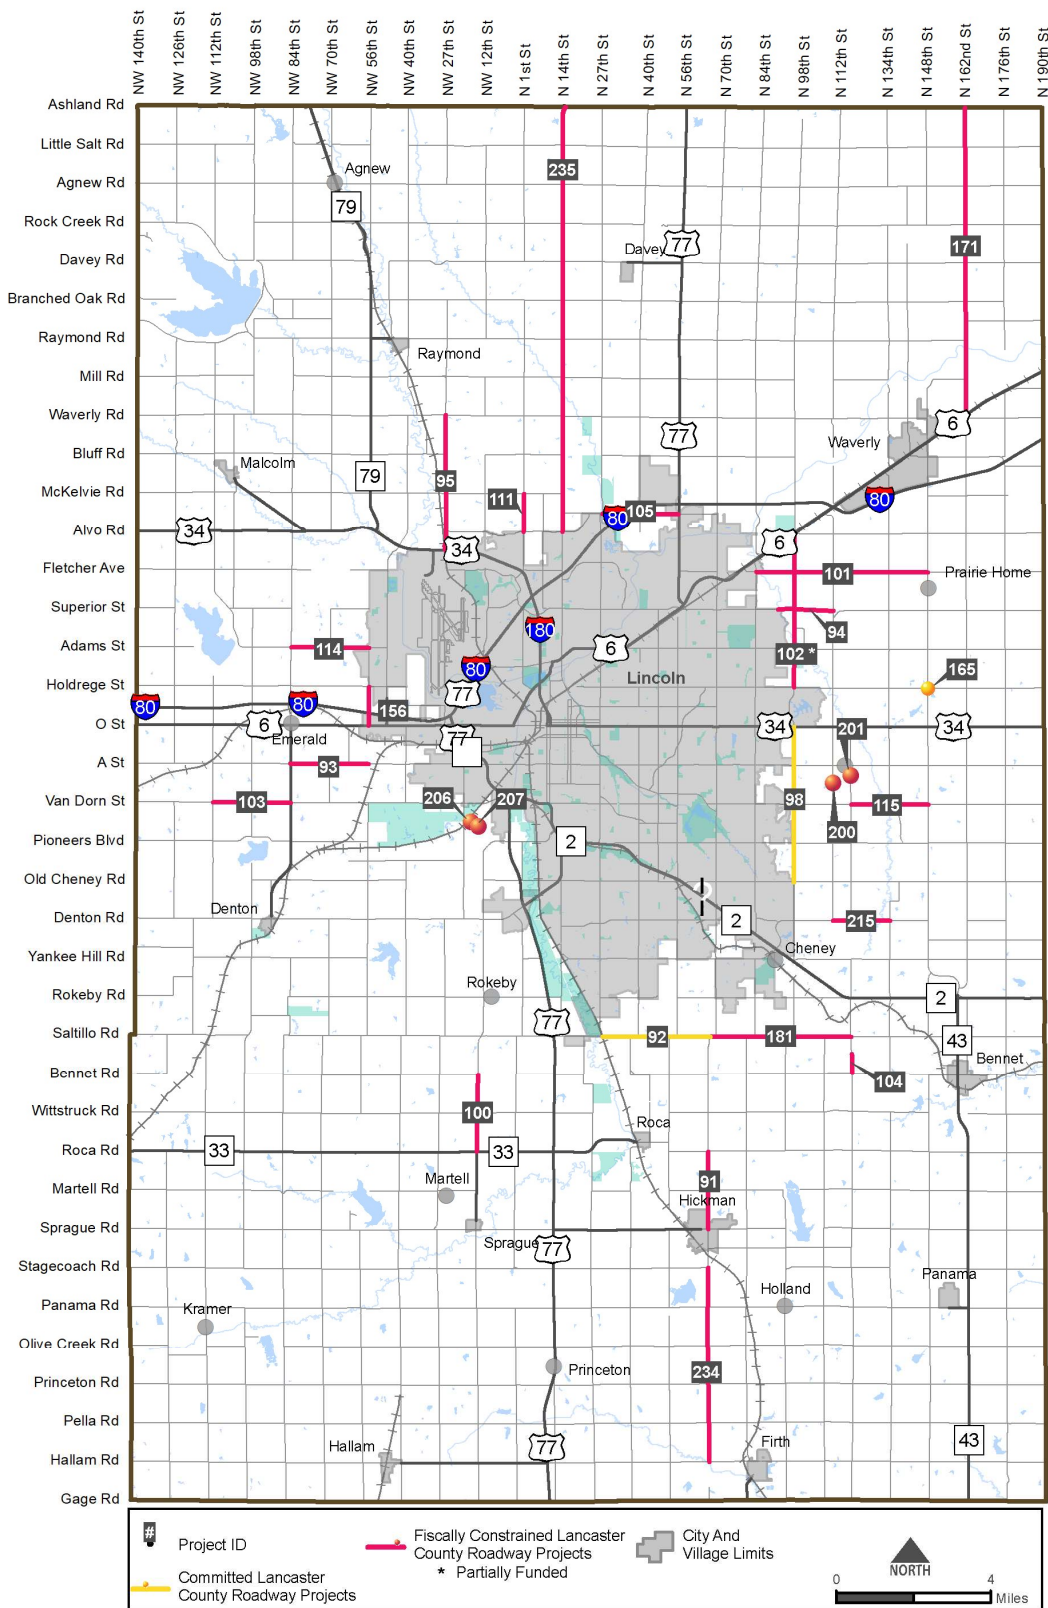 NW 140th St
NW 126th St
NW 112th St
NW 98th St
NW 84th St
NW 70th St
NW 56th St
NW 40th St
NW 27th St
NW 12th St
N 1st St
N 14th St
N 27th St
N 40th St
N 56th St
N 70th St
N 84th St
N 98th St
N 112th St
N 134th St
N 148th St
N 162nd St
N 176th St
N 190th St
Ashland Rd
Little Salt Rd
Agnew Rd
Rock Creek Rd
Davey Rd
Branched Oak Rd
Raymond Rd
Mill Rd
Waverly Rd
Bluff Rd
McKelvie Rd
Alvo Rd
Fletcher Ave
Superior St
Adams St
Holdrege St
O St
A St
Van Dorn St
Pioneers Blvd
Old Cheney Rd
Denton Rd
Yankee Hill Rd
Rokeby Rd
Saltillo Rd
Bennet Rd
Wittstruck Rd
Roca Rd
Martell Rd
Sprague Rd
Stagecoach Rd
Panama Rd
Olive Creek Rd
Princeton Rd
Pella Rd
Hallam Rd
Gage Rd
235
Agnew
79
77
Davey
171
Raymond
6
77
Waverly
Malcolm
79
95
111
80
105
80
34
34
6
101
Prairie Home
180
94
114
6
102 *
80
165
Lincoln
77
80
80
156
6
34
34
201
Emerald
77
93
98
103
206
207
115
200
2
Denton
2
215
Cheney
Rokeby
2
77
92
181
43
Bennet
104
100
Roca
33
33
91
Martell
Hickman
Sprague
77
Holland
Panama
Kramer
Princeton
234
77
Hallam
Firth
43
#
Project ID
Committed Lancaster
County Roadway Projects
Fiscally Constrained Lancaster
County Roadway Projects
* Partially Funded
City And
Village Limits
NORTH
0 4
Miles